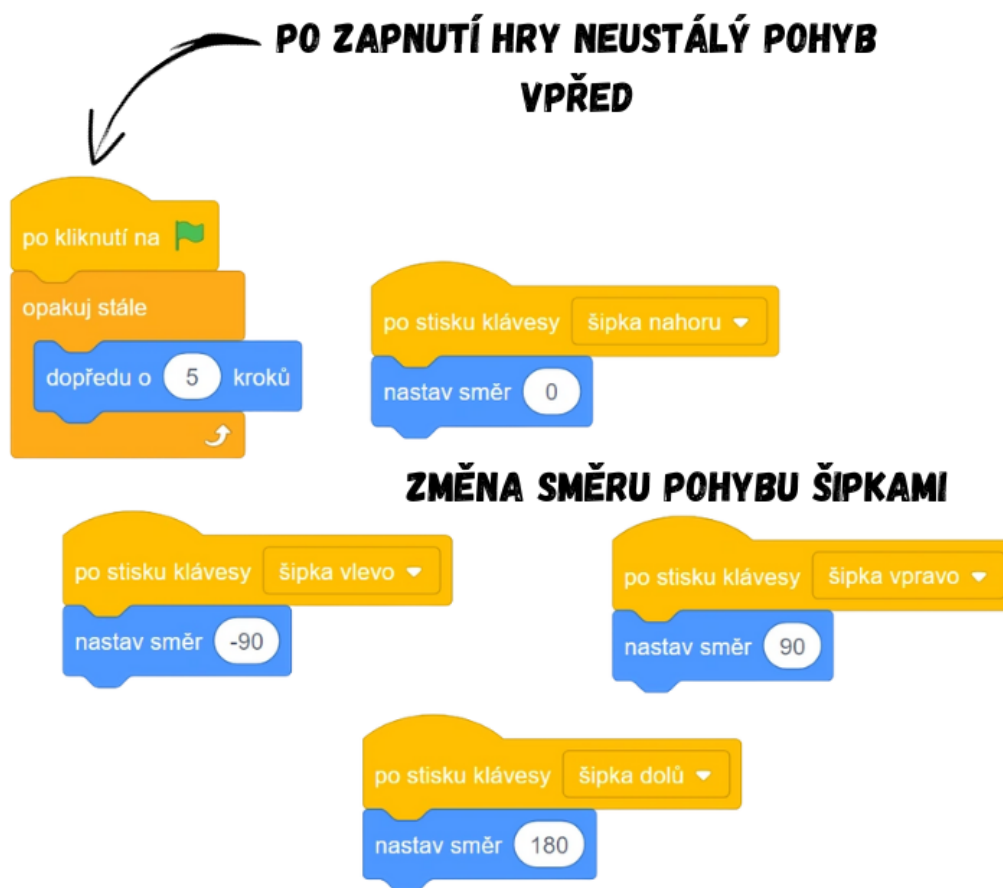 PO ZAPNUTÍ HRY NEUSTÁLÝ POHYB
VPŘED
po kliknutí na
opakuj stále
dopředu o 5 kroků
po stisku klávesy šipka nahoru
nastav směr 0
ZMĚNA SMĚRU POHYBU ŠIPKAMI
po stisku klávesy šipka vlevo
nastav směr -90
po stisku klávesy šipka vpravo
nastav směr 90
po stisku klávesy šipka dolů
nastav směr 180